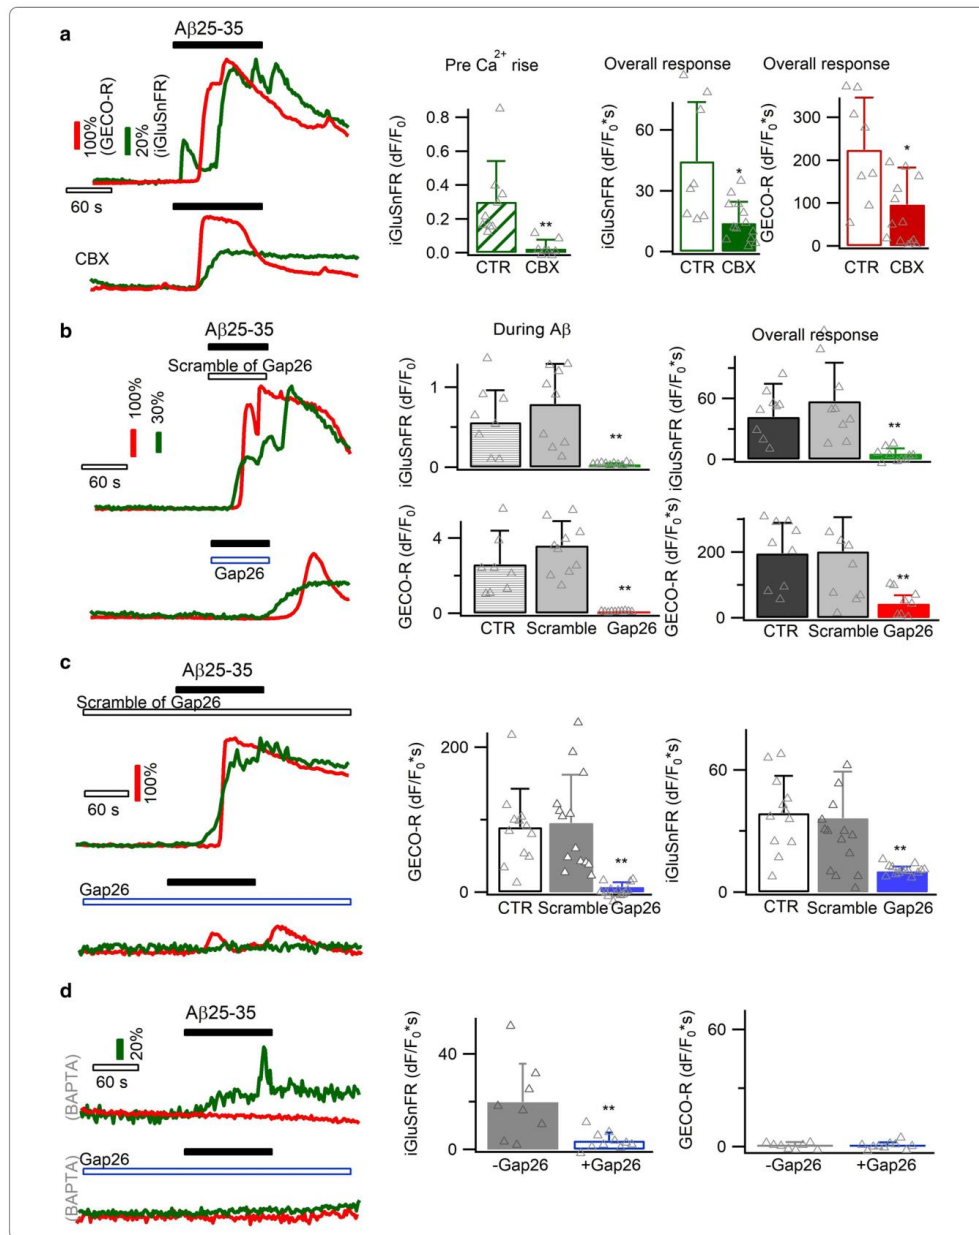 a
Aβ25-35
100%
(GECO-R)
20%
(iGluSnFR)
60 s
CBX
Pre Ca2+ rise
iGluSnFR (dF/F0)
0.8
0.6
0.4
0.2
0.0
**
CTR CBX
Overall response
iGluSnFR (dF/F0*s)
60
30
0
*
CTR CBX
Overall response
GECO-R (dF/F0*s)
300
200
100
0
*
CTR CBX
b
Aβ25-35
Scramble of Gap26
100%
30%
60 s
Gap26
During Aβ
iGluSnFR (dF/F0)
1
0
**
GECO-R (dF/F0)
4
2
0
**
CTR Scramble Gap26
Overall response
iGluSnFR (dF/F0*s)
60
0
**
GECO-R (dF/F0*s)
200
0
**
CTR Scramble Gap26
c
Aβ25-35
Scramble of Gap26
60 s
100%
Gap26
GECO-R (dF/F0*s)
200
100
0
**
CTR Scramble Gap26
iGluSnFR (dF/F0*s)
60
30
0
**
CTR Scramble Gap26
d
Aβ25-35
20%
60 s
(BAPTA)
Gap26
(BAPTA)
iGluSnFR (dF/F0*s)
40
0
**
-Gap26 +Gap26
GECO-R (dF/F0*s)
60
30
0
-Gap26 +Gap26